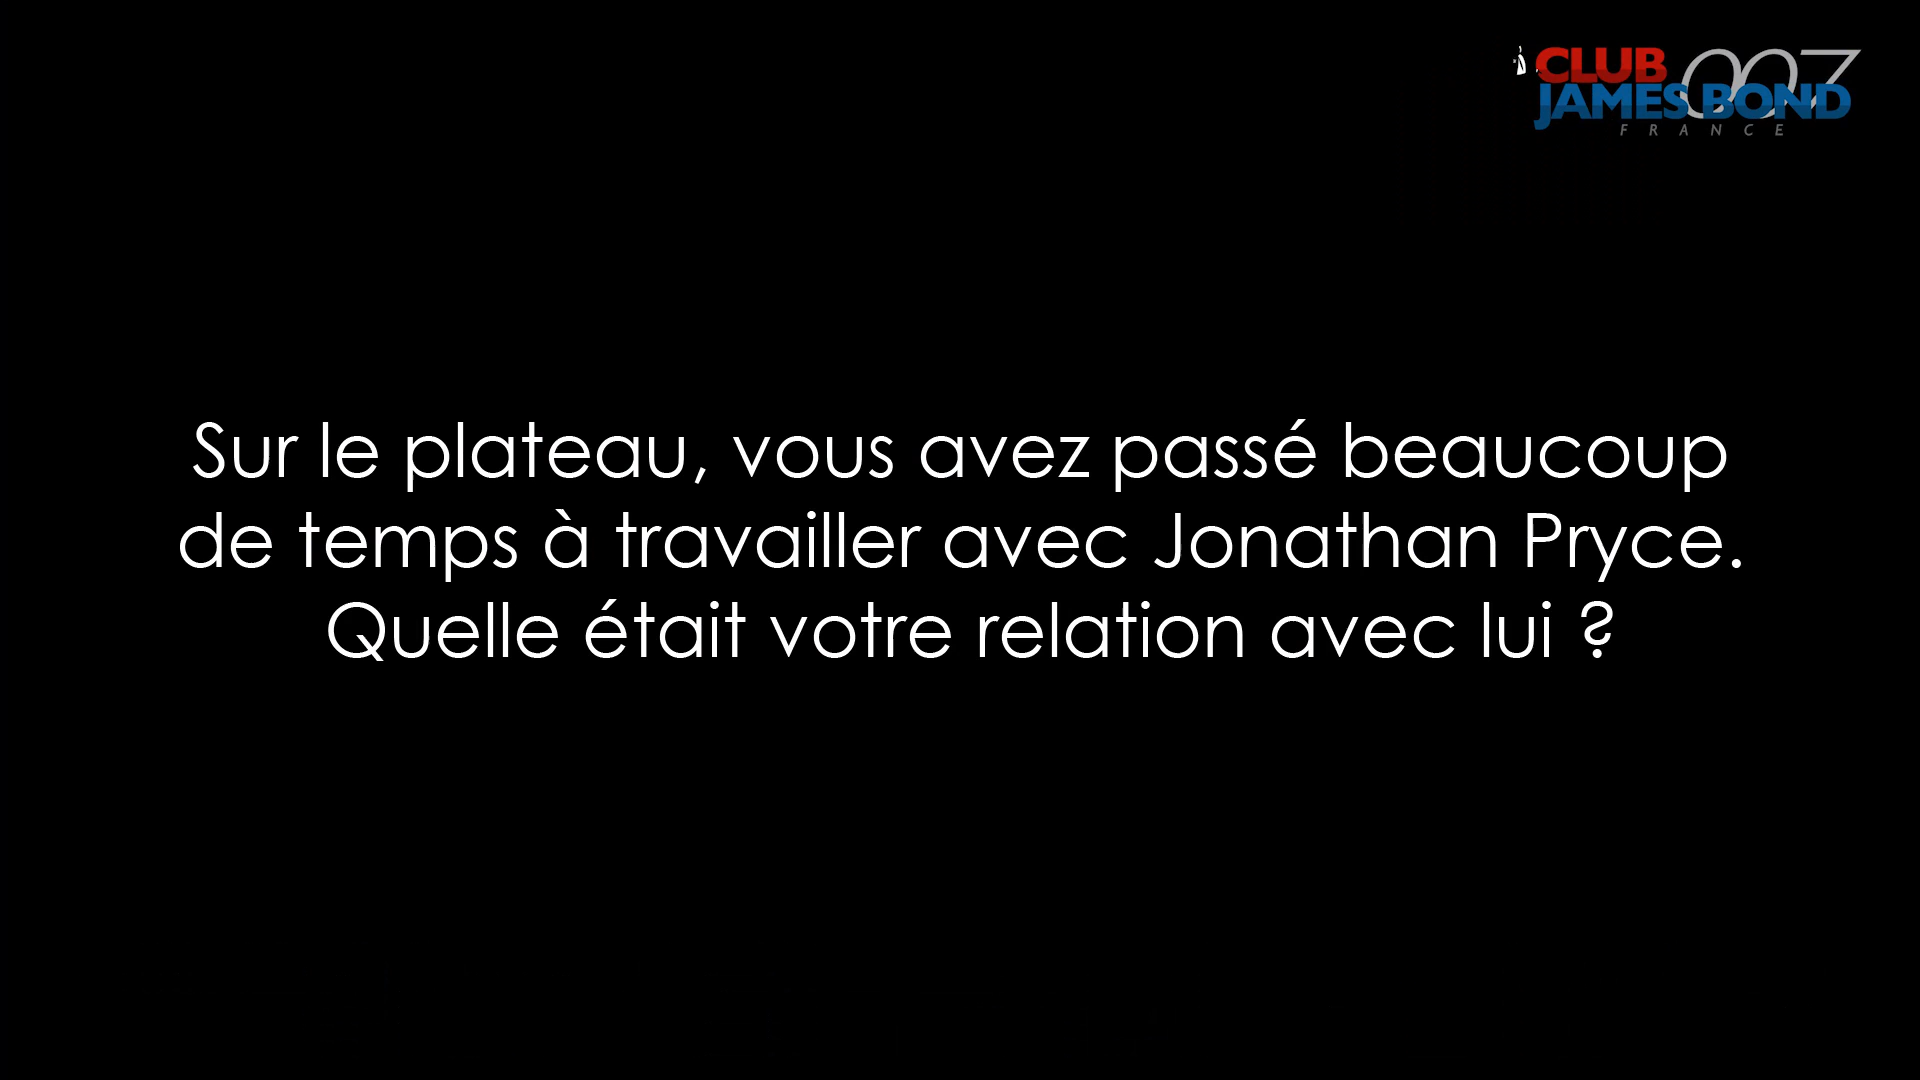 CLUB 007
JAMES BOND
FRANCE
Sur le plateau, vous avez passé beaucoup
de temps à travailler avec Jonathan Pryce.
Quelle était votre relation avec lui ?